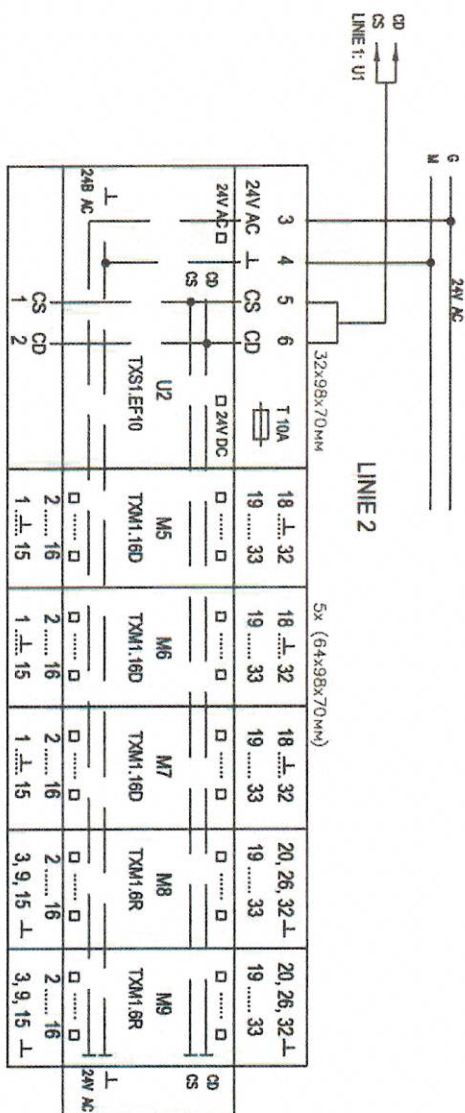 CD
CS
LINIE 1: U1
G
M
24V AC
LINIE 2
32x98x70мм
5x (64x98x70мм)
3 4 5 6
24V AC ⊥ CS CD
T 10A
24V AC
24V DC
CD
CS
U2
TXS1.EF10
⊥
24B AC
CS CD
1 2
18 ..⊥.. 32
19 ...... 33
M5
TXM1.16D
2 ...... 16
1 ..⊥.. 15
18 ..⊥.. 32
19 ...... 33
M6
TXM1.16D
2 ...... 16
1 ..⊥.. 15
18 ..⊥.. 32
19 ...... 33
M7
TXM1.16D
2 ...... 16
1 ..⊥.. 15
20, 26, 32 ⊥
19 ...... 33
M8
TXM1.6R
2 ...... 16
3, 9, 15 ⊥
20, 26, 32 ⊥
19 ...... 33
M9
TXM1.6R
2 ...... 16
3, 9, 15 ⊥
CD
CS
⊥
24V AC